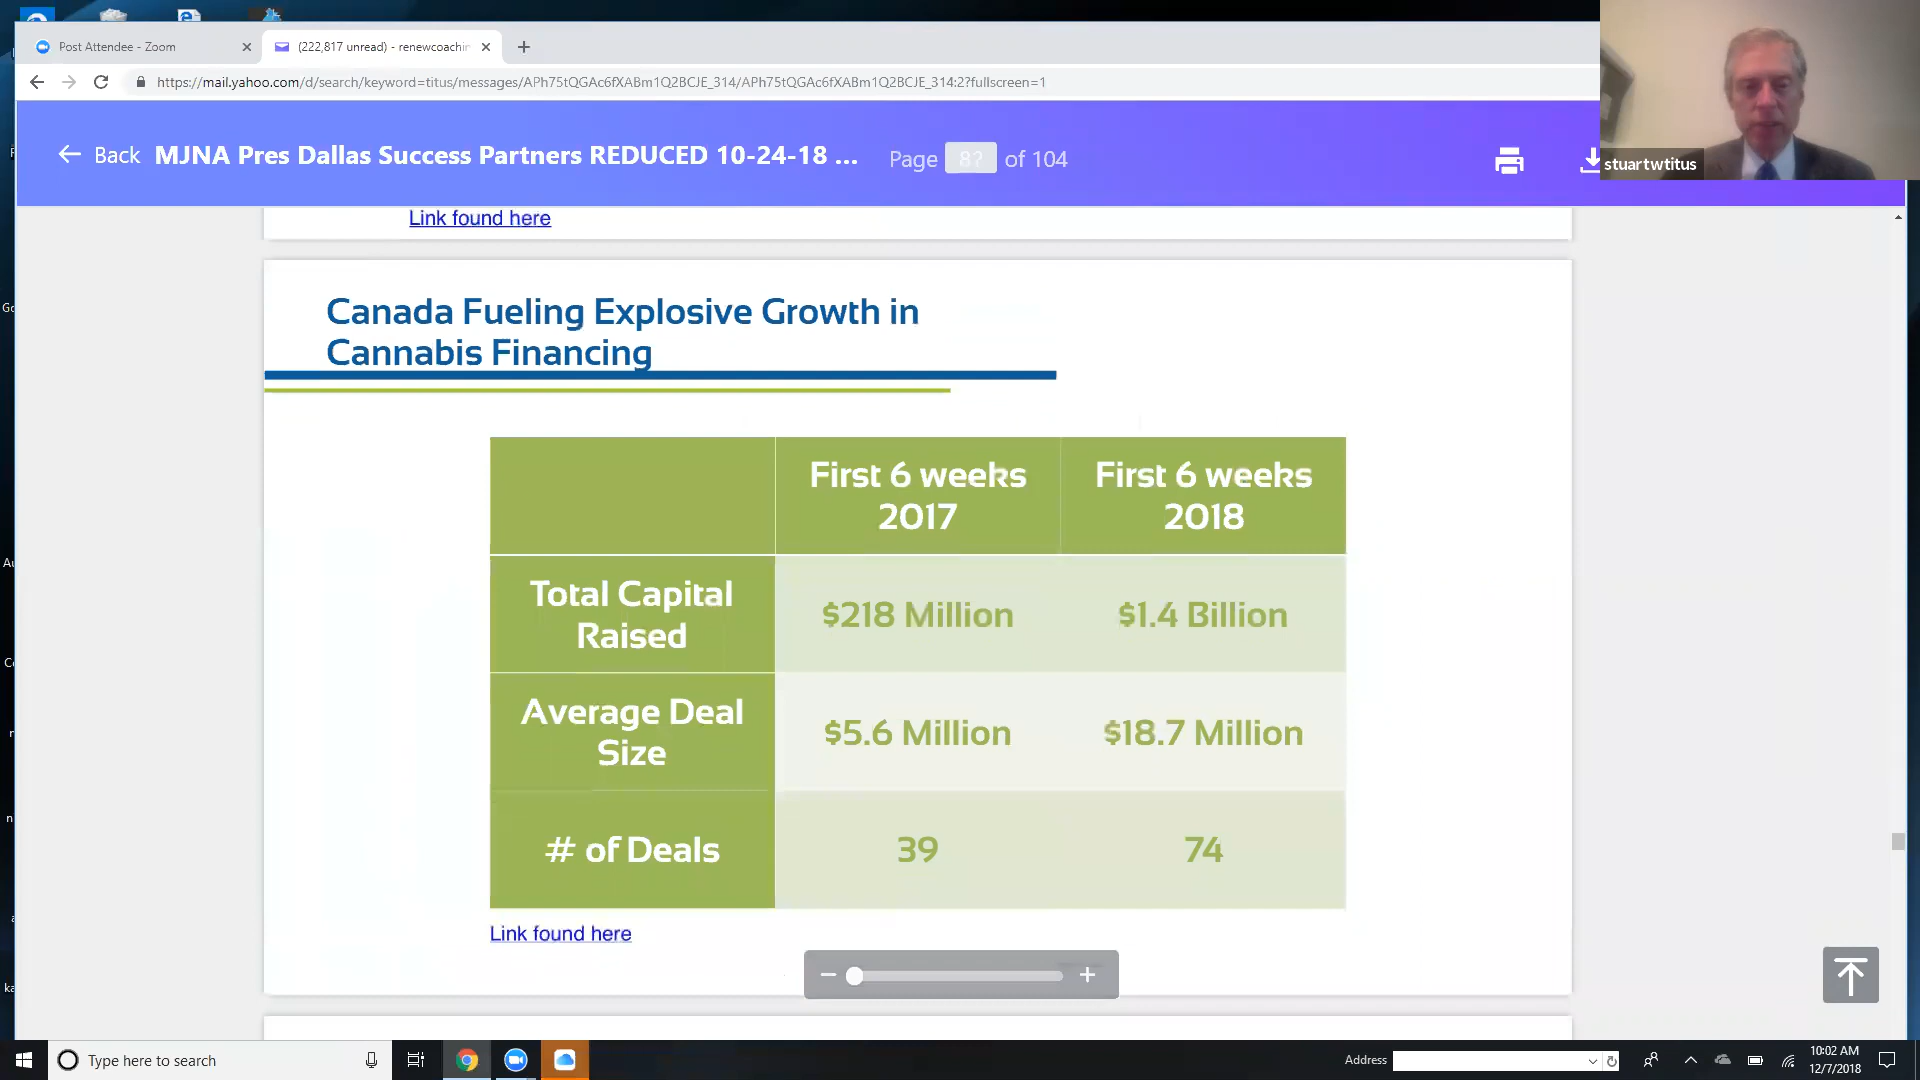 Post Attendee - Zoom
(222,817 unread) - renewcoachin
https://mail.yahoo.com/d/search/keyword=titus/messages/APh75tQGAc6fXABm1Q2BCJE_314/APh75tQGAc6fXABm1Q2BCJE_314:2?fullscreen=1
Back MJNA Pres Dallas Success Partners REDUCED 10-24-18 ... Page of 104
stuartwtitus
Link found here
Canada Fueling Explosive Growth in
Cannabis Financing
First 6 weeks
2017
First 6 weeks
2018
Total Capital
Raised
$218 Million
$1.4 Billion
Average Deal
Size
$5.6 Million
$18.7 Million
# of Deals
39
74
Link found here
Type here to search
Address
10:02 AM
12/7/2018